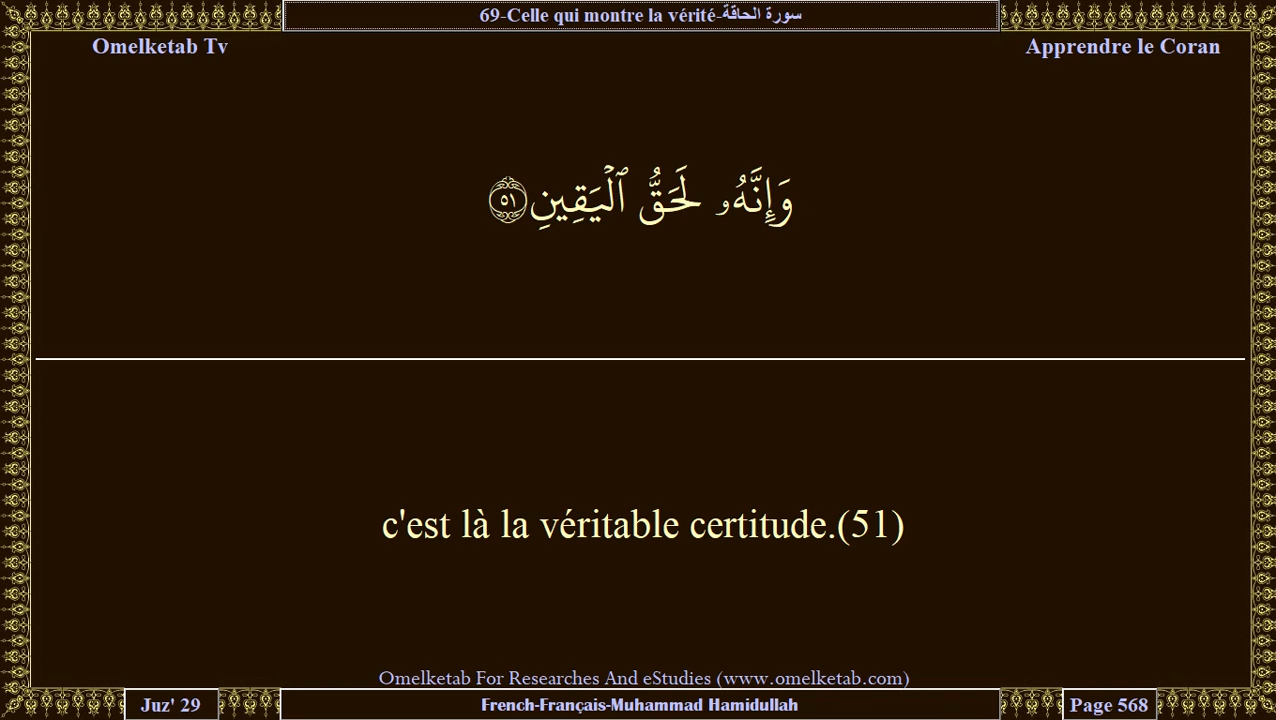 69-Celle qui montre la vérité-سورة الحاقة
Omelketab Tv
Apprendre le Coran
وَإِنَّهُۥ لَحَقُّ ٱلۡيَقِينِ ٥١
c'est là la véritable certitude.(51)
Omelketab For Researches And eStudies (www.omelketab.com)
Juz' 29
French-Français-Muhammad Hamidullah
Page 568